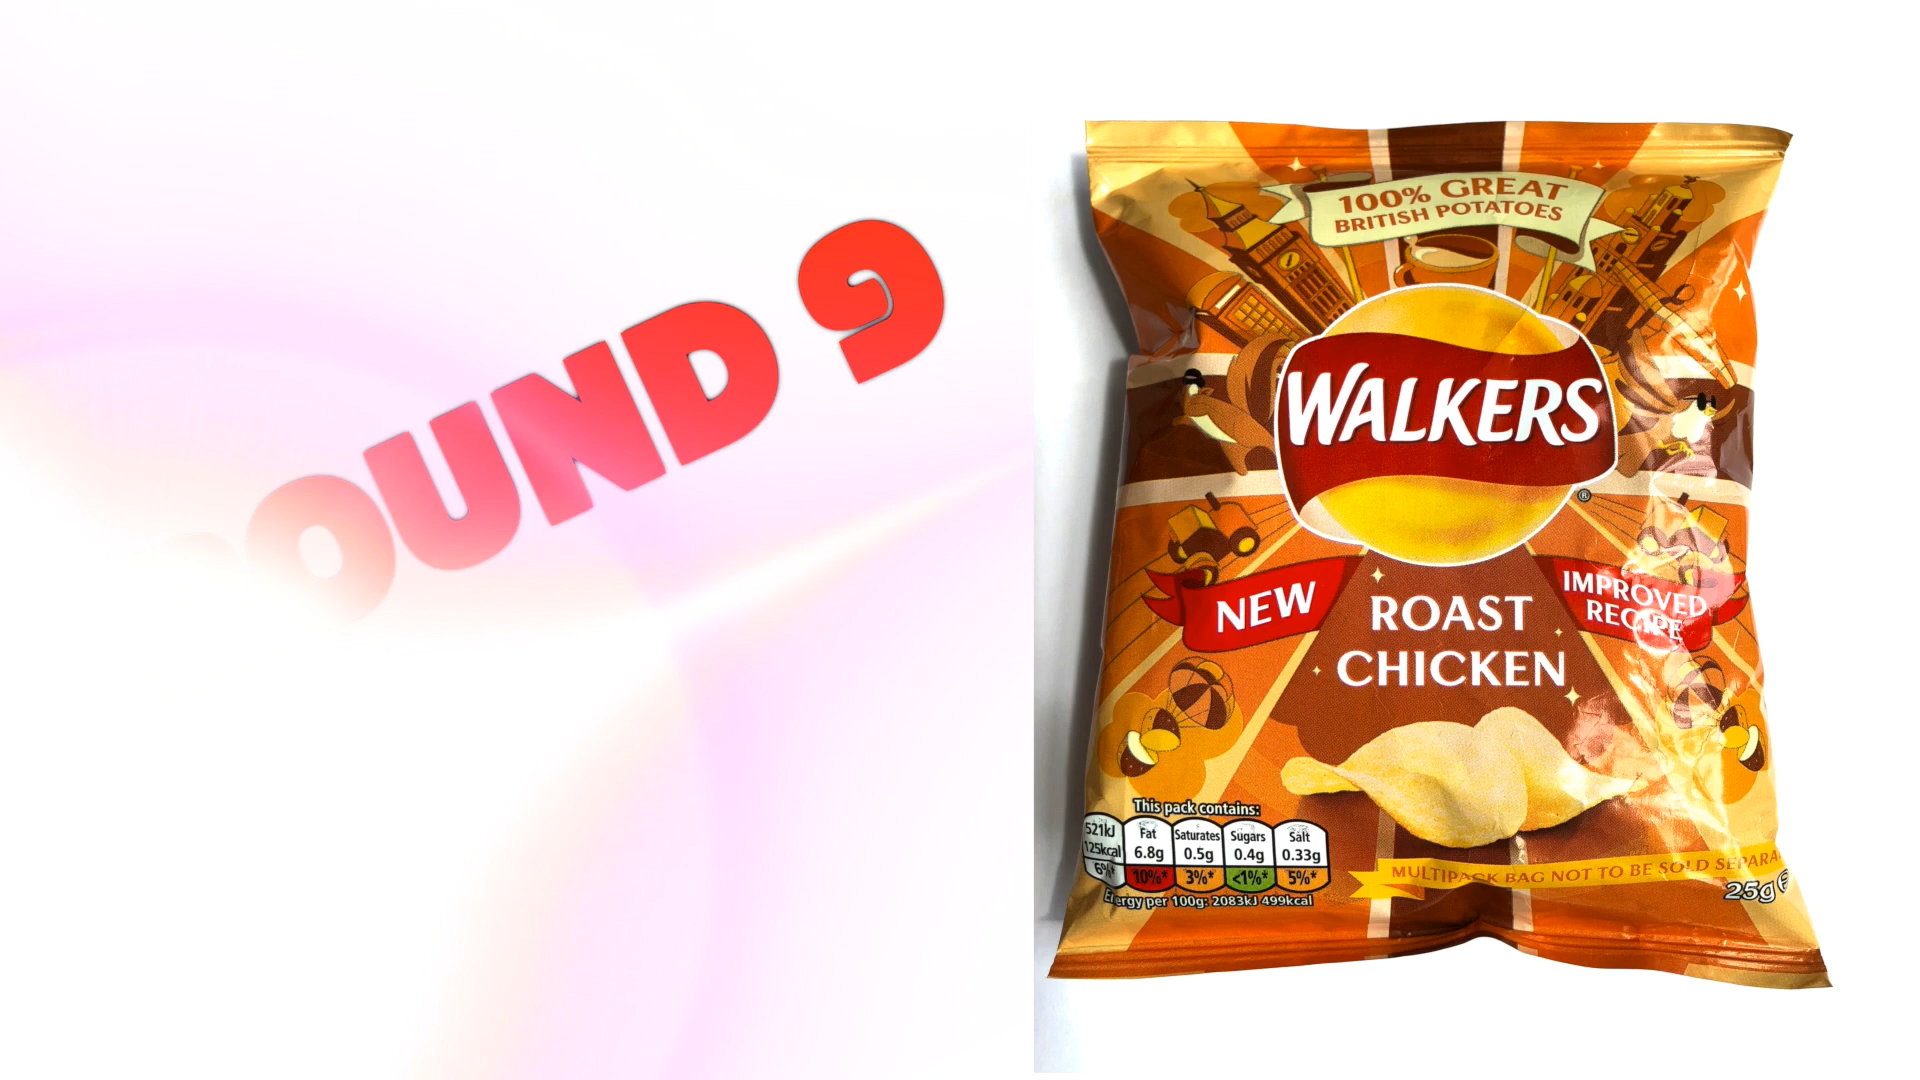 OUND 9
100% GREAT
BRITISH POTATOES
WALKERS
®
NEW
IMPROVED
RECIPE
ROAST
CHICKEN
This pack contains:
521kJ
125kcal
6%*
Fat
6.8g
10%*
Saturates
0.5g
3%*
Sugars
0.4g
<1%*
Salt
0.33g
5%*
Energy per 100g: 2083kJ 499kcal
MULTIPACK BAG NOT TO BE SOLD
25g e